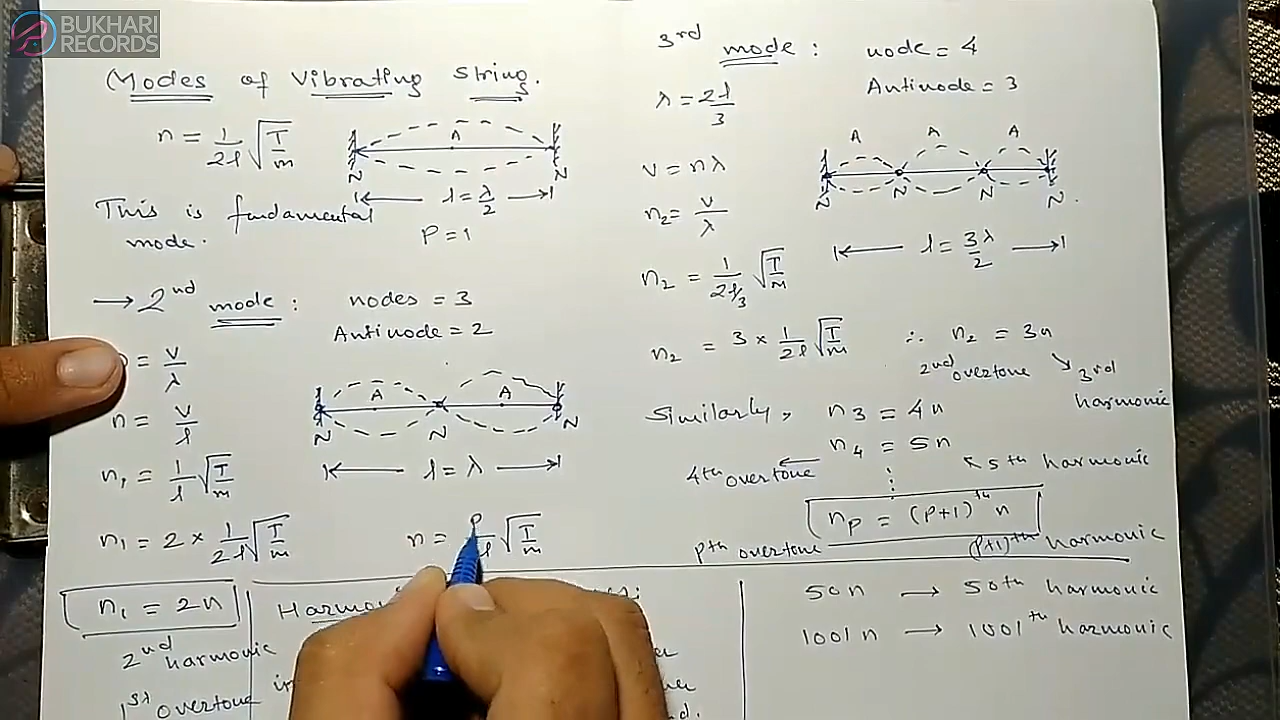 BUKHARI
RECORDS
Modes of Vibrating String.
n = 1/2l √T/m
A
N N
l = λ/2
This is fundamental
mode.
P = 1
→ 2nd mode :
nodes = 3
Antinode = 2
= v/λ
n = v/l
A A
N N N
l = λ
n1 = 1/l √T/m
n1 = 2 × 1/2l √T/m
n = P/l √T/m
n1 = 2n
2nd harmonic
1st overtone
3rd mode :
node = 4
Antinode = 3
λ = 2l/3
A A A
N N N N.
v = nλ
n2 = v/λ
l = 3λ/2
n2 = 1/2l/3 √T/m
n2 = 3 × 1/2l √T/m
∴ n2 = 3n
2nd overtone
3rd
harmonic
Similarly, n3 = 4n
n4 = 5n
4th overtone
5th harmonic
np = (P+1)th n
pth overtone
(P+1)th harmonic
50n → 50th harmonic
1001n → 1001th harmonic